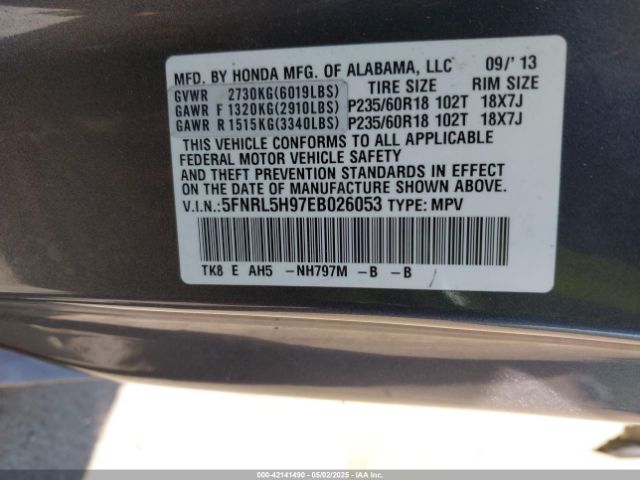 MFD. BY HONDA MFG. OF ALABAMA, LLC 09/'13
TIRE SIZE RIM SIZE
GVWR 2730KG(6019LBS)
GAWR F 1320KG(2910LBS) P235/60R18 102T 18X7J
GAWR R 1515KG(3340LBS) P235/60R18 102T 18X7J
THIS VEHICLE CONFORMS TO ALL APPLICABLE
FEDERAL MOTOR VEHICLE SAFETY
AND THEFT PREVENTION STANDARDS IN EFFECT
ON THE DATE OF MANUFACTURE SHOWN ABOVE.
V.I.N.:5FNRL5H97EB026053 TYPE: MPV
TK8 E AH5 -NH797M -B -B
000-42141490 - 05/02/2025 - © IAA, Inc.